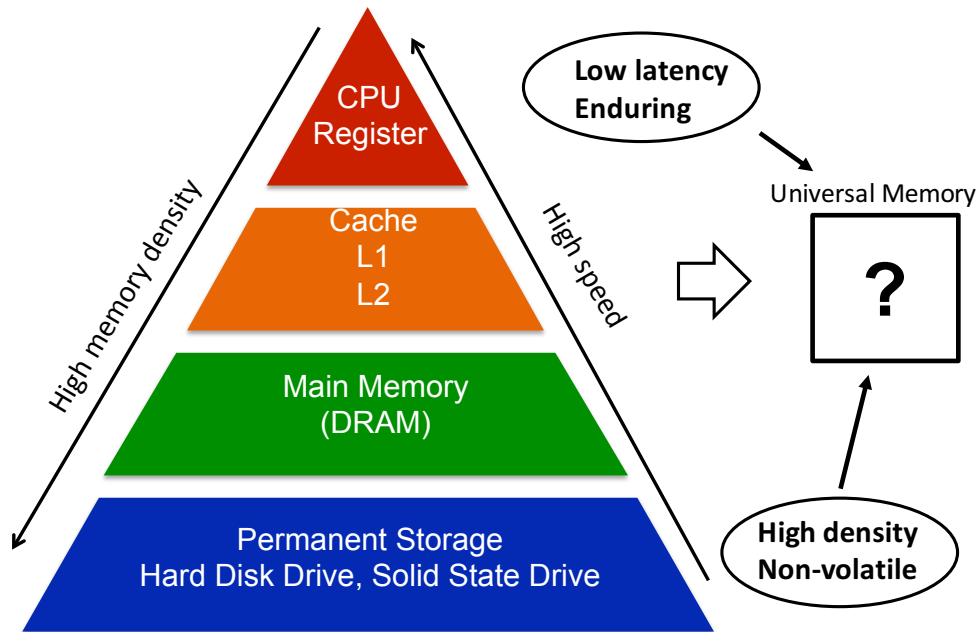 CPU
Register
Cache
L1
L2
Main Memory
(DRAM)
Permanent Storage
Hard Disk Drive, Solid State Drive
High memory density
High speed
Low latency
Enduring
Universal Memory
?
High density
Non-volatile